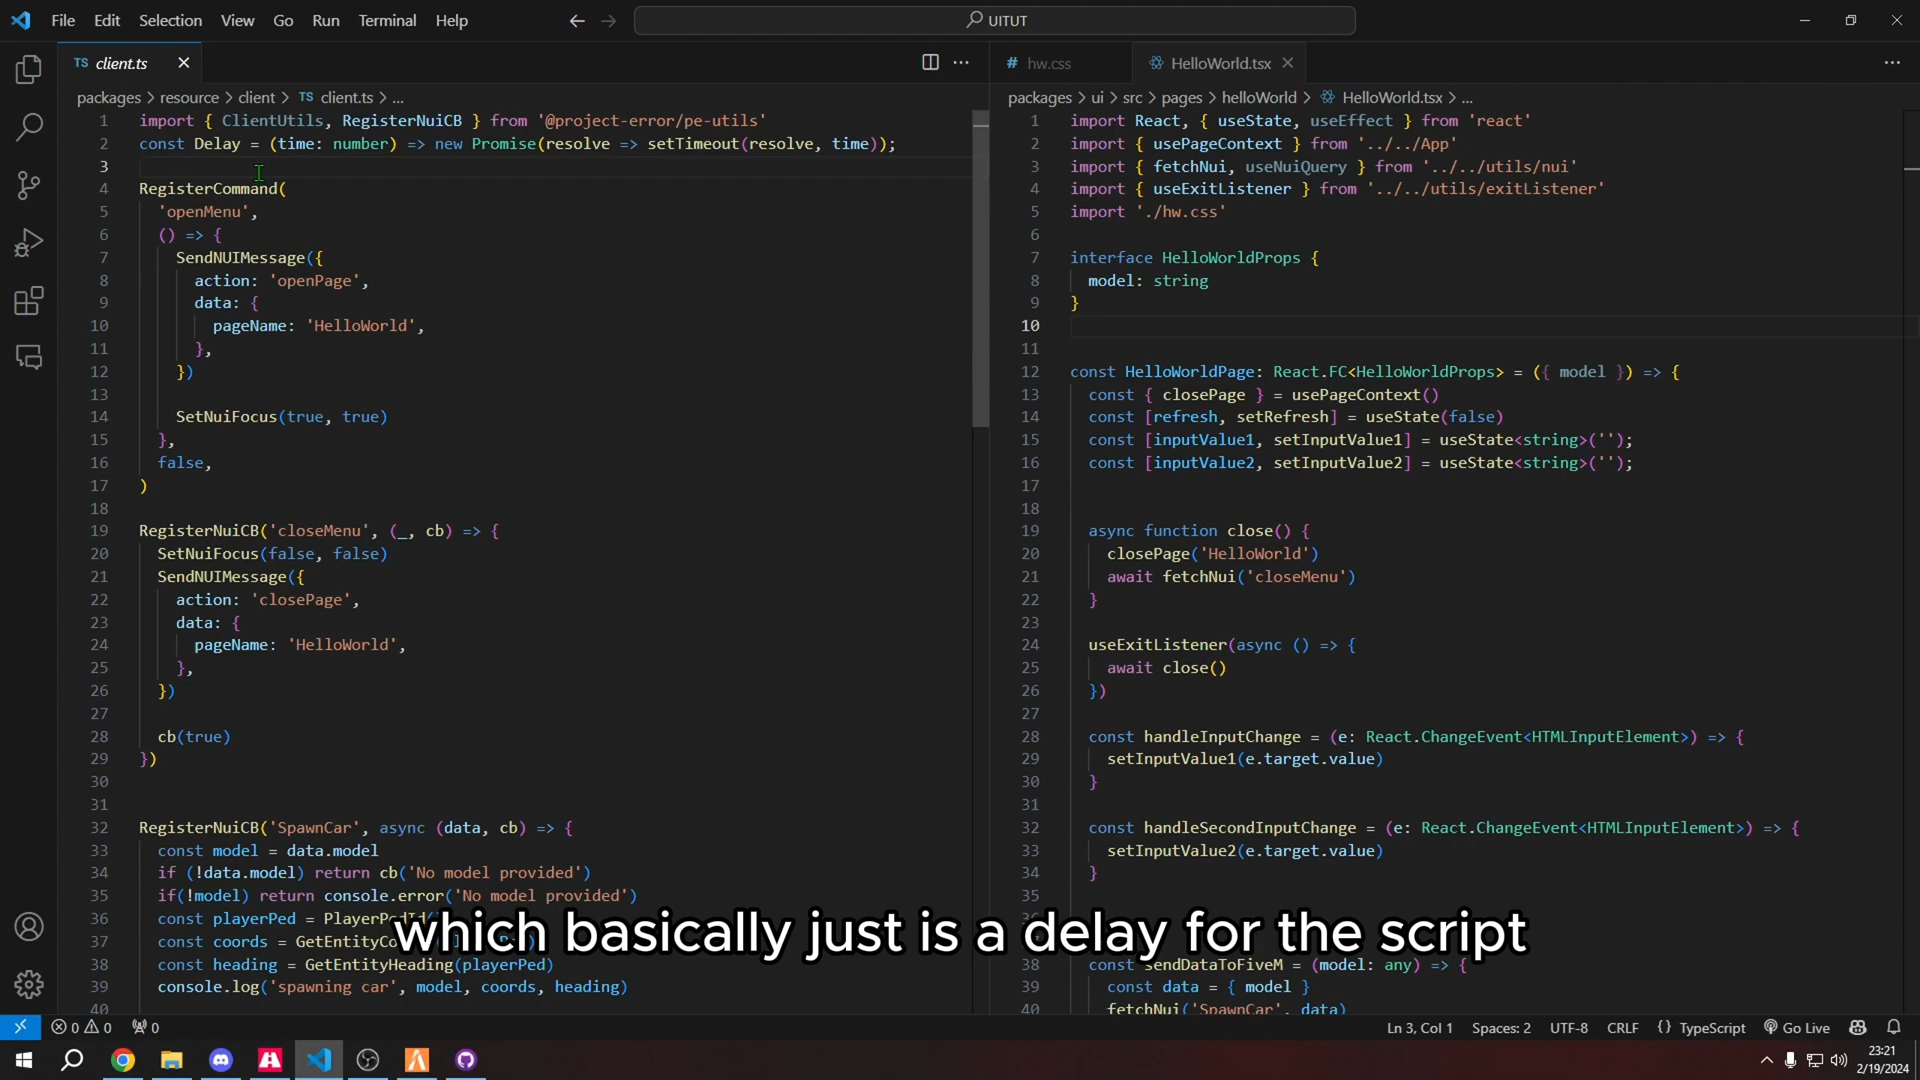 File Edit Selection View Go Run Terminal Help
UITUT
TS client.ts
# hw.css
HelloWorld.tsx
packages > resource > client > TS client.ts > ...
packages > ui > src > pages > helloWorld > HelloWorld.tsx > ...
1 import { ClientUtils, RegisterNuiCB } from '@project-error/pe-utils'
2 const Delay = (time: number) => new Promise(resolve => setTimeout(resolve, time));
3
4 RegisterCommand(
5 'openMenu',
6 () => {
7 SendNUIMessage({
8 action: 'openPage',
9 data: {
10 pageName: 'HelloWorld',
11 },
12 })
13
14 SetNuiFocus(true, true)
15 },
16 false,
17 )
18
19 RegisterNuiCB('closeMenu', (_, cb) => {
20 SetNuiFocus(false, false)
21 SendNUIMessage({
22 action: 'closePage',
23 data: {
24 pageName: 'HelloWorld',
25 },
26 })
27
28 cb(true)
29 })
30
31
32 RegisterNuiCB('SpawnCar', async (data, cb) => {
33 const model = data.model
34 if (!data.model) return cb('No model provided')
35 if(!model) return console.error('No model provided')
36 const playerPed =
37 const coords =
38 const heading = GetEntityHeading(playerPed)
39 console.log('spawning car', model, coords, heading)
40
1 import React, { useState, useEffect } from 'react'
2 import { usePageContext } from '../../App'
3 import { fetchNui, useNuiQuery } from '../../utils/nui'
4 import { useExitListener } from '../../utils/exitListener'
5 import './hw.css'
6
7 interface HelloWorldProps {
8 model: string
9 }
10
11
12 const HelloWorldPage: React.FC<HelloWorldProps> = ({ model }) => {
13 const { closePage } = usePageContext()
14 const [refresh, setRefresh] = useState(false)
15 const [inputValue1, setInputValue1] = useState<string>('');
16 const [inputValue2, setInputValue2] = useState<string>('');
17
18
19 async function close() {
20 closePage('HelloWorld')
21 await fetchNui('closeMenu')
22 }
23
24 useExitListener(async () => {
25 await close()
26 })
27
28 const handleInputChange = (e: React.ChangeEvent<HTMLInputElement>) => {
29 setInputValue1(e.target.value)
30 }
31
32 const handleSecondInputChange = (e: React.ChangeEvent<HTMLInputElement>) => {
33 setInputValue2(e.target.value)
34 }
35
38 const sendDataToFiveM = (model: any) => {
39 const data = { model }
40 fetchNui('SpawnCar', data)
which basically just is a delay for the script
0 0 0
Ln 3, Col 1 Spaces: 2 UTF-8 CRLF {} TypeScript Go Live
23:21
2/19/2024